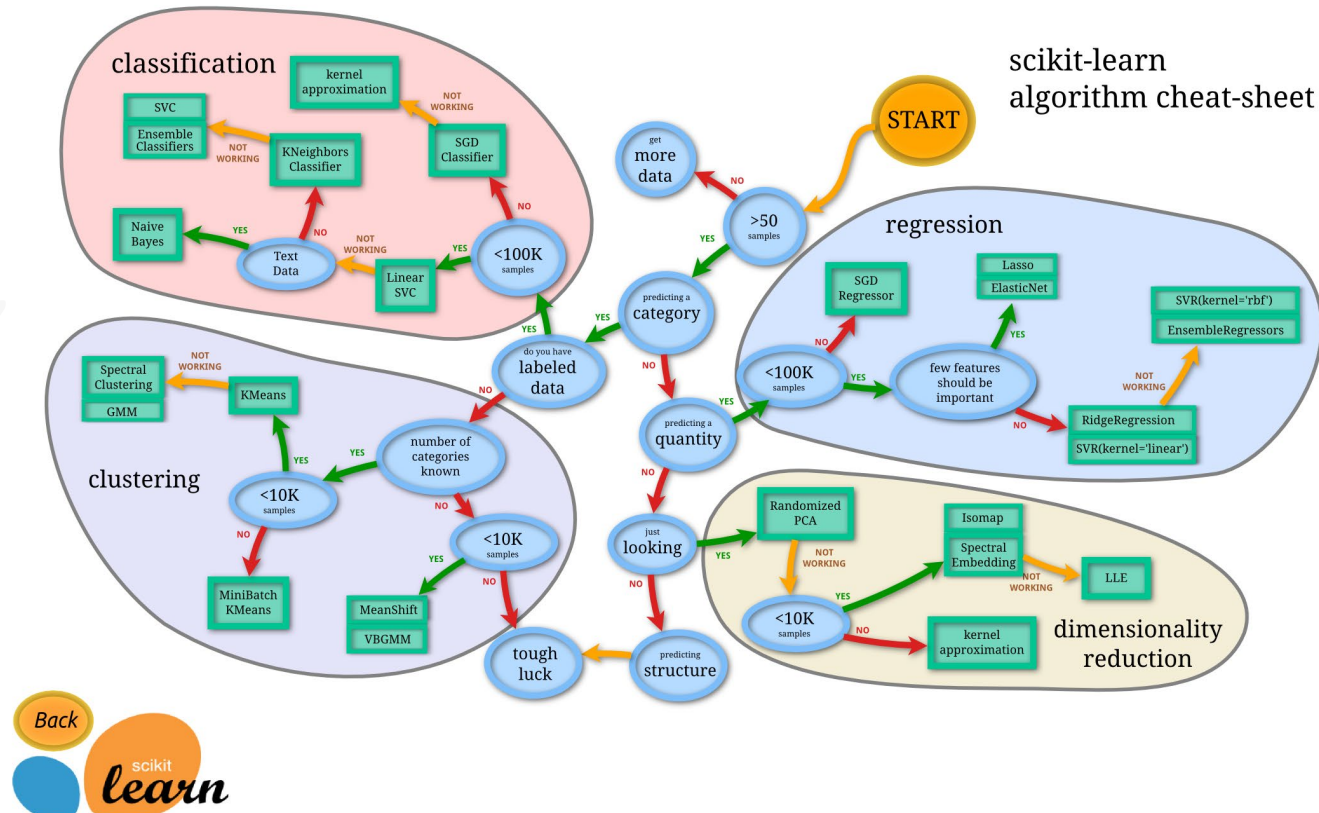 scikit-learn
algorithm cheat-sheet
START
get
more
data
NO
>50
samples
YES
predicting a
category
YES
NO
do you have
labeled
data
YES
NO
predicting a
quantity
YES
NO
just
looking
YES
NO
predicting
structure
tough
luck
classification
kernel
approximation
NOT
WORKING
SGD
Classifier
NO
<100K
samples
YES
Linear
SVC
NOT
WORKING
Text
Data
YES
Naive
Bayes
NO
KNeighbors
Classifier
NOT
WORKING
SVC
Ensemble
Classifiers
regression
<100K
samples
NO
SGD
Regressor
YES
few features
should be
important
YES
Lasso
ElasticNet
NO
RidgeRegression
SVR(kernel='linear')
NOT
WORKING
SVR(kernel='rbf')
EnsembleRegressors
clustering
number of
categories
known
YES
NO
<10K
samples
YES
KMeans
NOT
WORKING
Spectral
Clustering
GMM
NO
MiniBatch
KMeans
<10K
samples
YES
MeanShift
VBGMM
NO
dimensionality
reduction
Randomized
PCA
NOT
WORKING
<10K
samples
YES
Isomap
Spectral
Embedding
NOT
WORKING
LLE
NO
kernel
approximation
Back
scikit
learn